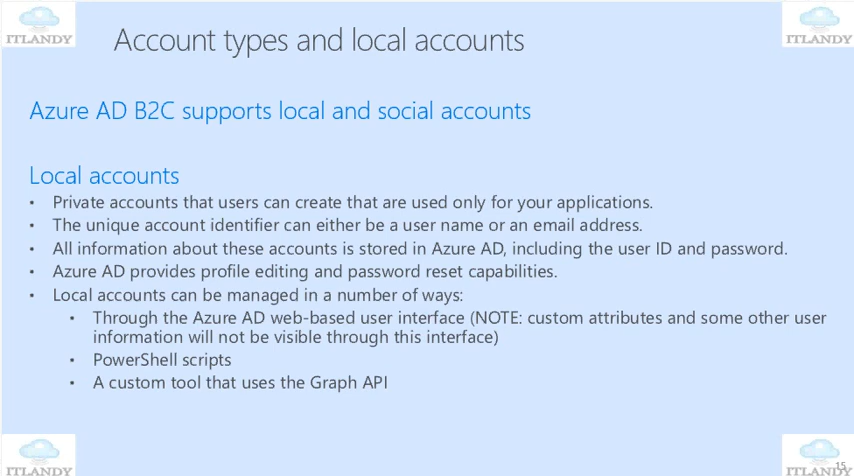 ITLANDY
ITLANDY
Account types and local accounts
Azure AD B2C supports local and social accounts
Local accounts
• Private accounts that users can create that are used only for your applications.
• The unique account identifier can either be a user name or an email address.
• All information about these accounts is stored in Azure AD, including the user ID and password.
• Azure AD provides profile editing and password reset capabilities.
• Local accounts can be managed in a number of ways:
• Through the Azure AD web-based user interface (NOTE: custom attributes and some other user
information will not be visible through this interface)
• PowerShell scripts
• A custom tool that uses the Graph API
ITLANDY
ITLANDY
15